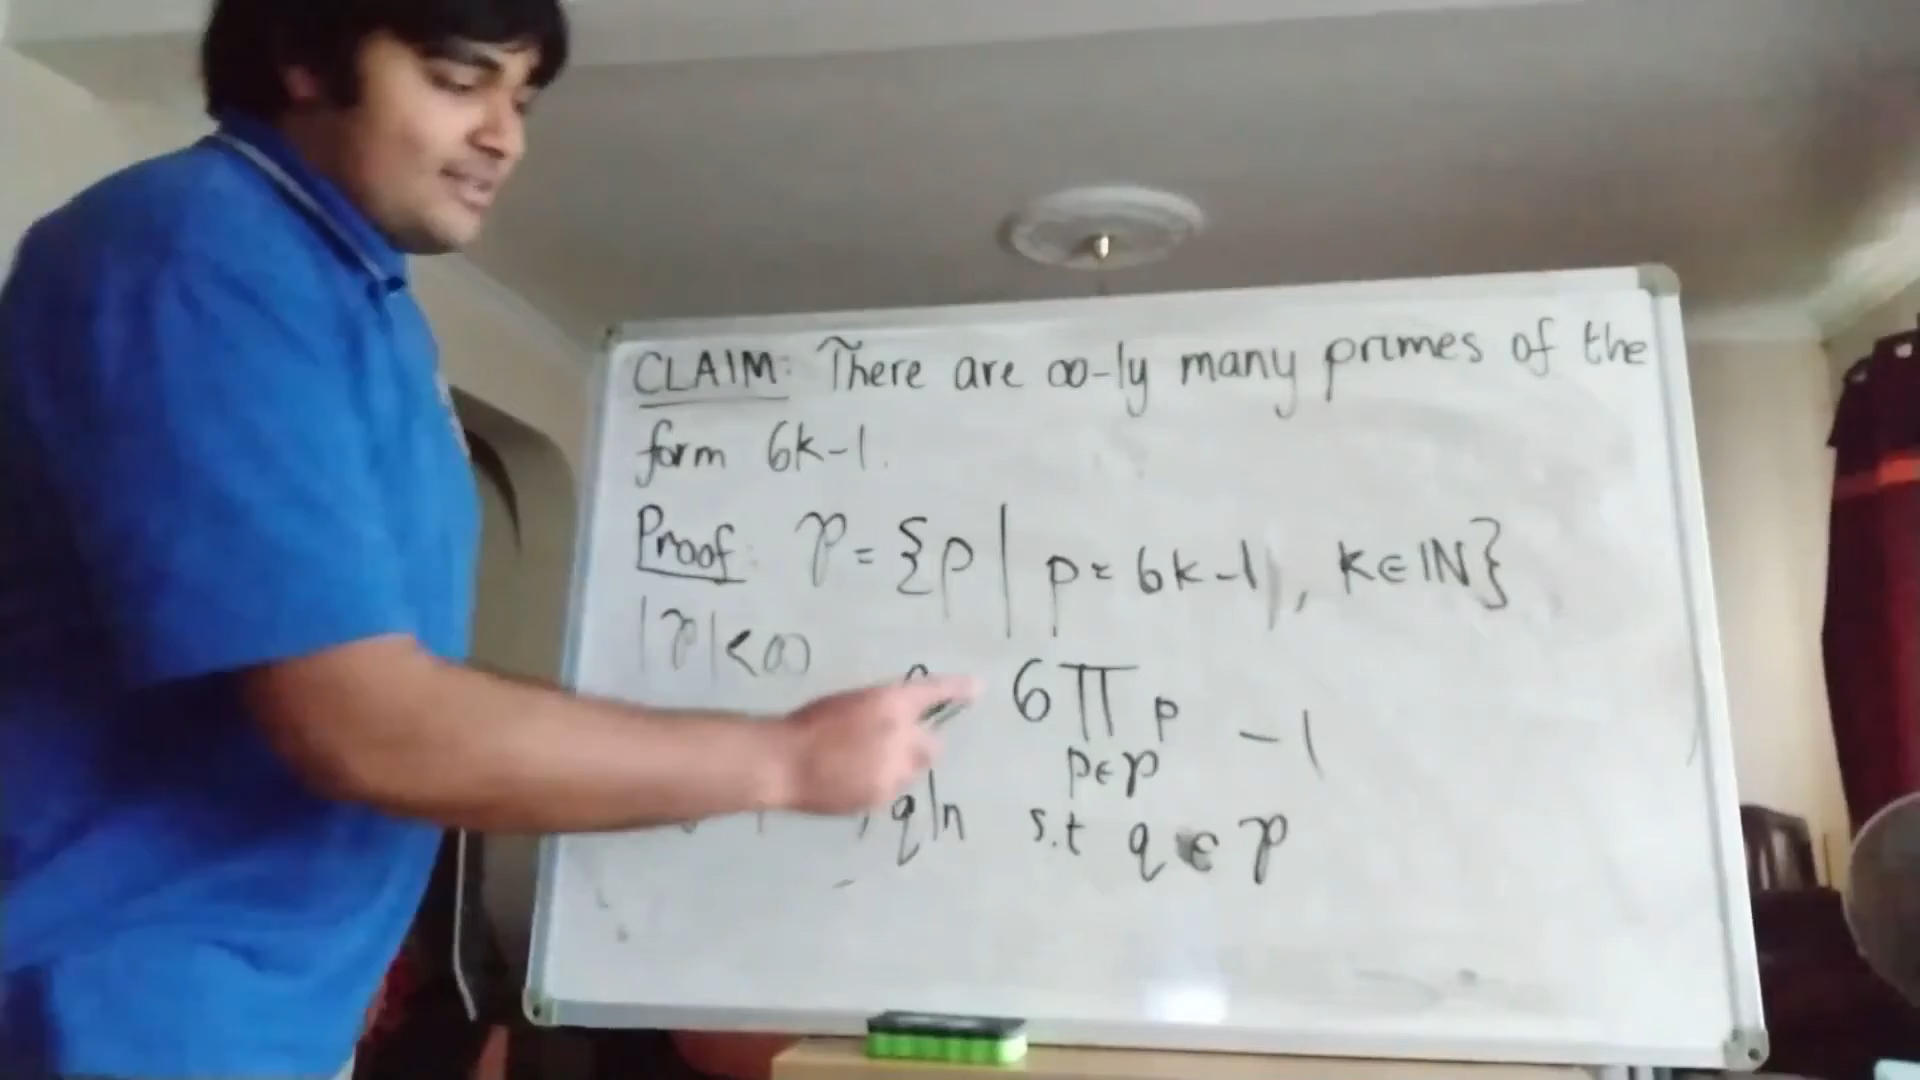 CLAIM: There are ∞-ly many primes of the
form 6k-1.
Proof: 𝒫 = {p | p = 6k-1, k∈ℕ}
|𝒫|<∞
6∏ p -1
p∈𝒫
q|n s.t q ∈ 𝒫